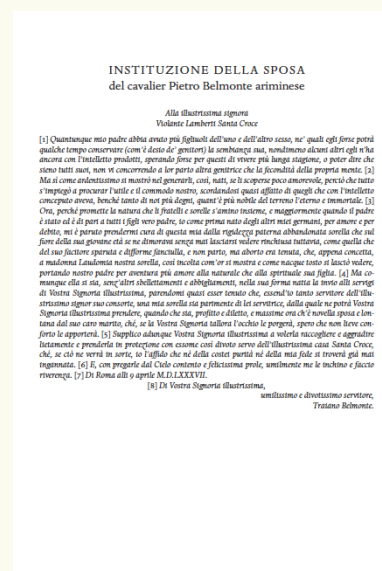 INSTITUZIONE DELLA SPOSA
del cavalier Pietro Belmonte ariminese
Alla illustrissima signora
Violante Lamberti Santa Croce
[1] Quantunque mio padre abbia avuto più figliuoli dell'uno e dell'altro sesso, ne' quali egli forse potrà
qualche tempo conservare (com'è desio de' genitori) la sembianza sua, nondimeno alcuni altri egli n'ha
ancora con l'intelletto prodotti, sperando forse per questi di vivere più lunga stagione, o poter dire che
sieno tutti suoi, non vi concorrendo a lor parto altra genitrice che la fecondità della propria mente. [2]
Ma sì come ardentissimo si mostrò nel generarli, così, nati, se li scoperse poco amorevole, perciò che tutto
s'impiegò a procurar l'utile e il commodo nostro, scordandosi quasi affatto di quegli che con l'intelletto
conceputo aveva, benché tanto di noi più degni, quant'è più nobile del terreno l'eterno e immortale. [3]
Ora, perché promette la natura che li fratelli e sorelle s'amino insieme, e maggiormente quando il padre
è stato ed è di pari a tutti i figli vero padre, io come prima nato degli altri miei germani, per amore e per
debito, mi è paruto prendermi cura di questa mia dalla rigidezza paterna abbandonata sorella che sul
fiore della sua giovane età se ne dimorava senza mai lasciarsi vedere rinchiusa tuttavia, come quella che
del suo facitore sparuta e difforme fanciulla, e non parto, ma aborto era tenuta, che, appena concetta,
a madonna Laudomia nostra sorella, così incolta com'or si mostra e come nacque tosto si lasciò vedere,
portando nostro padre per aventura più amore alla naturale che alla spirituale sua figlia. [4] Ma co-
munque ella si sia, senz'altri sbellettamenti e abbigliamenti, nella sua forma natia la invio alli servigi
di Vostra Signoria illustrissima, parendomi quasi esser tenuto che, essend'io tanto servitore dell'illu-
strissimo signor suo consorte, una mia sorella sia parimente di lei servitrice, dalla quale ne potrà Vostra
Signoria illustrissima prendere, quando che sia, profitto e diletto, e massime ora ch'è novella sposa e lon-
tana dal suo caro marito, ché, se la Vostra Signoria tallora l'occhio le porgerà, spero che non lieve con-
forto le apporterà. [5] Supplico adunque Vostra Signoria illustrissima a volerla raccogliere e aggradire
lietamente e prenderla in protezion con essome così divoto servo dell'illustrissima casa Santa Croce,
ché, se ciò ne verrà in sorte, io l'affido che né della costei purità né della mia fede si troverà già mai
ingannata. [6] E, con pregarle dal Cielo contento e felicissima prole, umilmente me le inchino e faccio
riverenza. [7] Di Roma alli 9 aprile M.D.LXXXVII.
[8] Di Vostra Signoria illustrissima,
umilissimo e divotissimo servitore,
Traiano Belmonte.